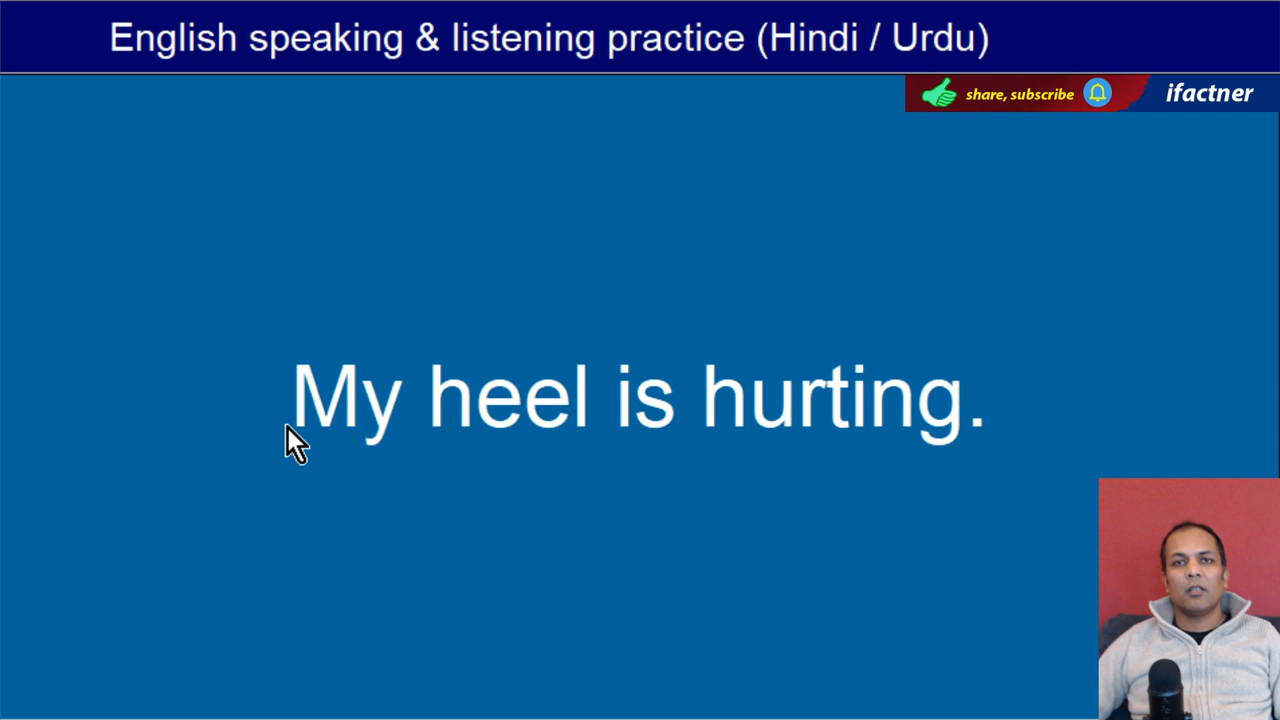 English speaking & listening practice (Hindi / Urdu)
share, subscribe
ifactner
My heel is hurting.